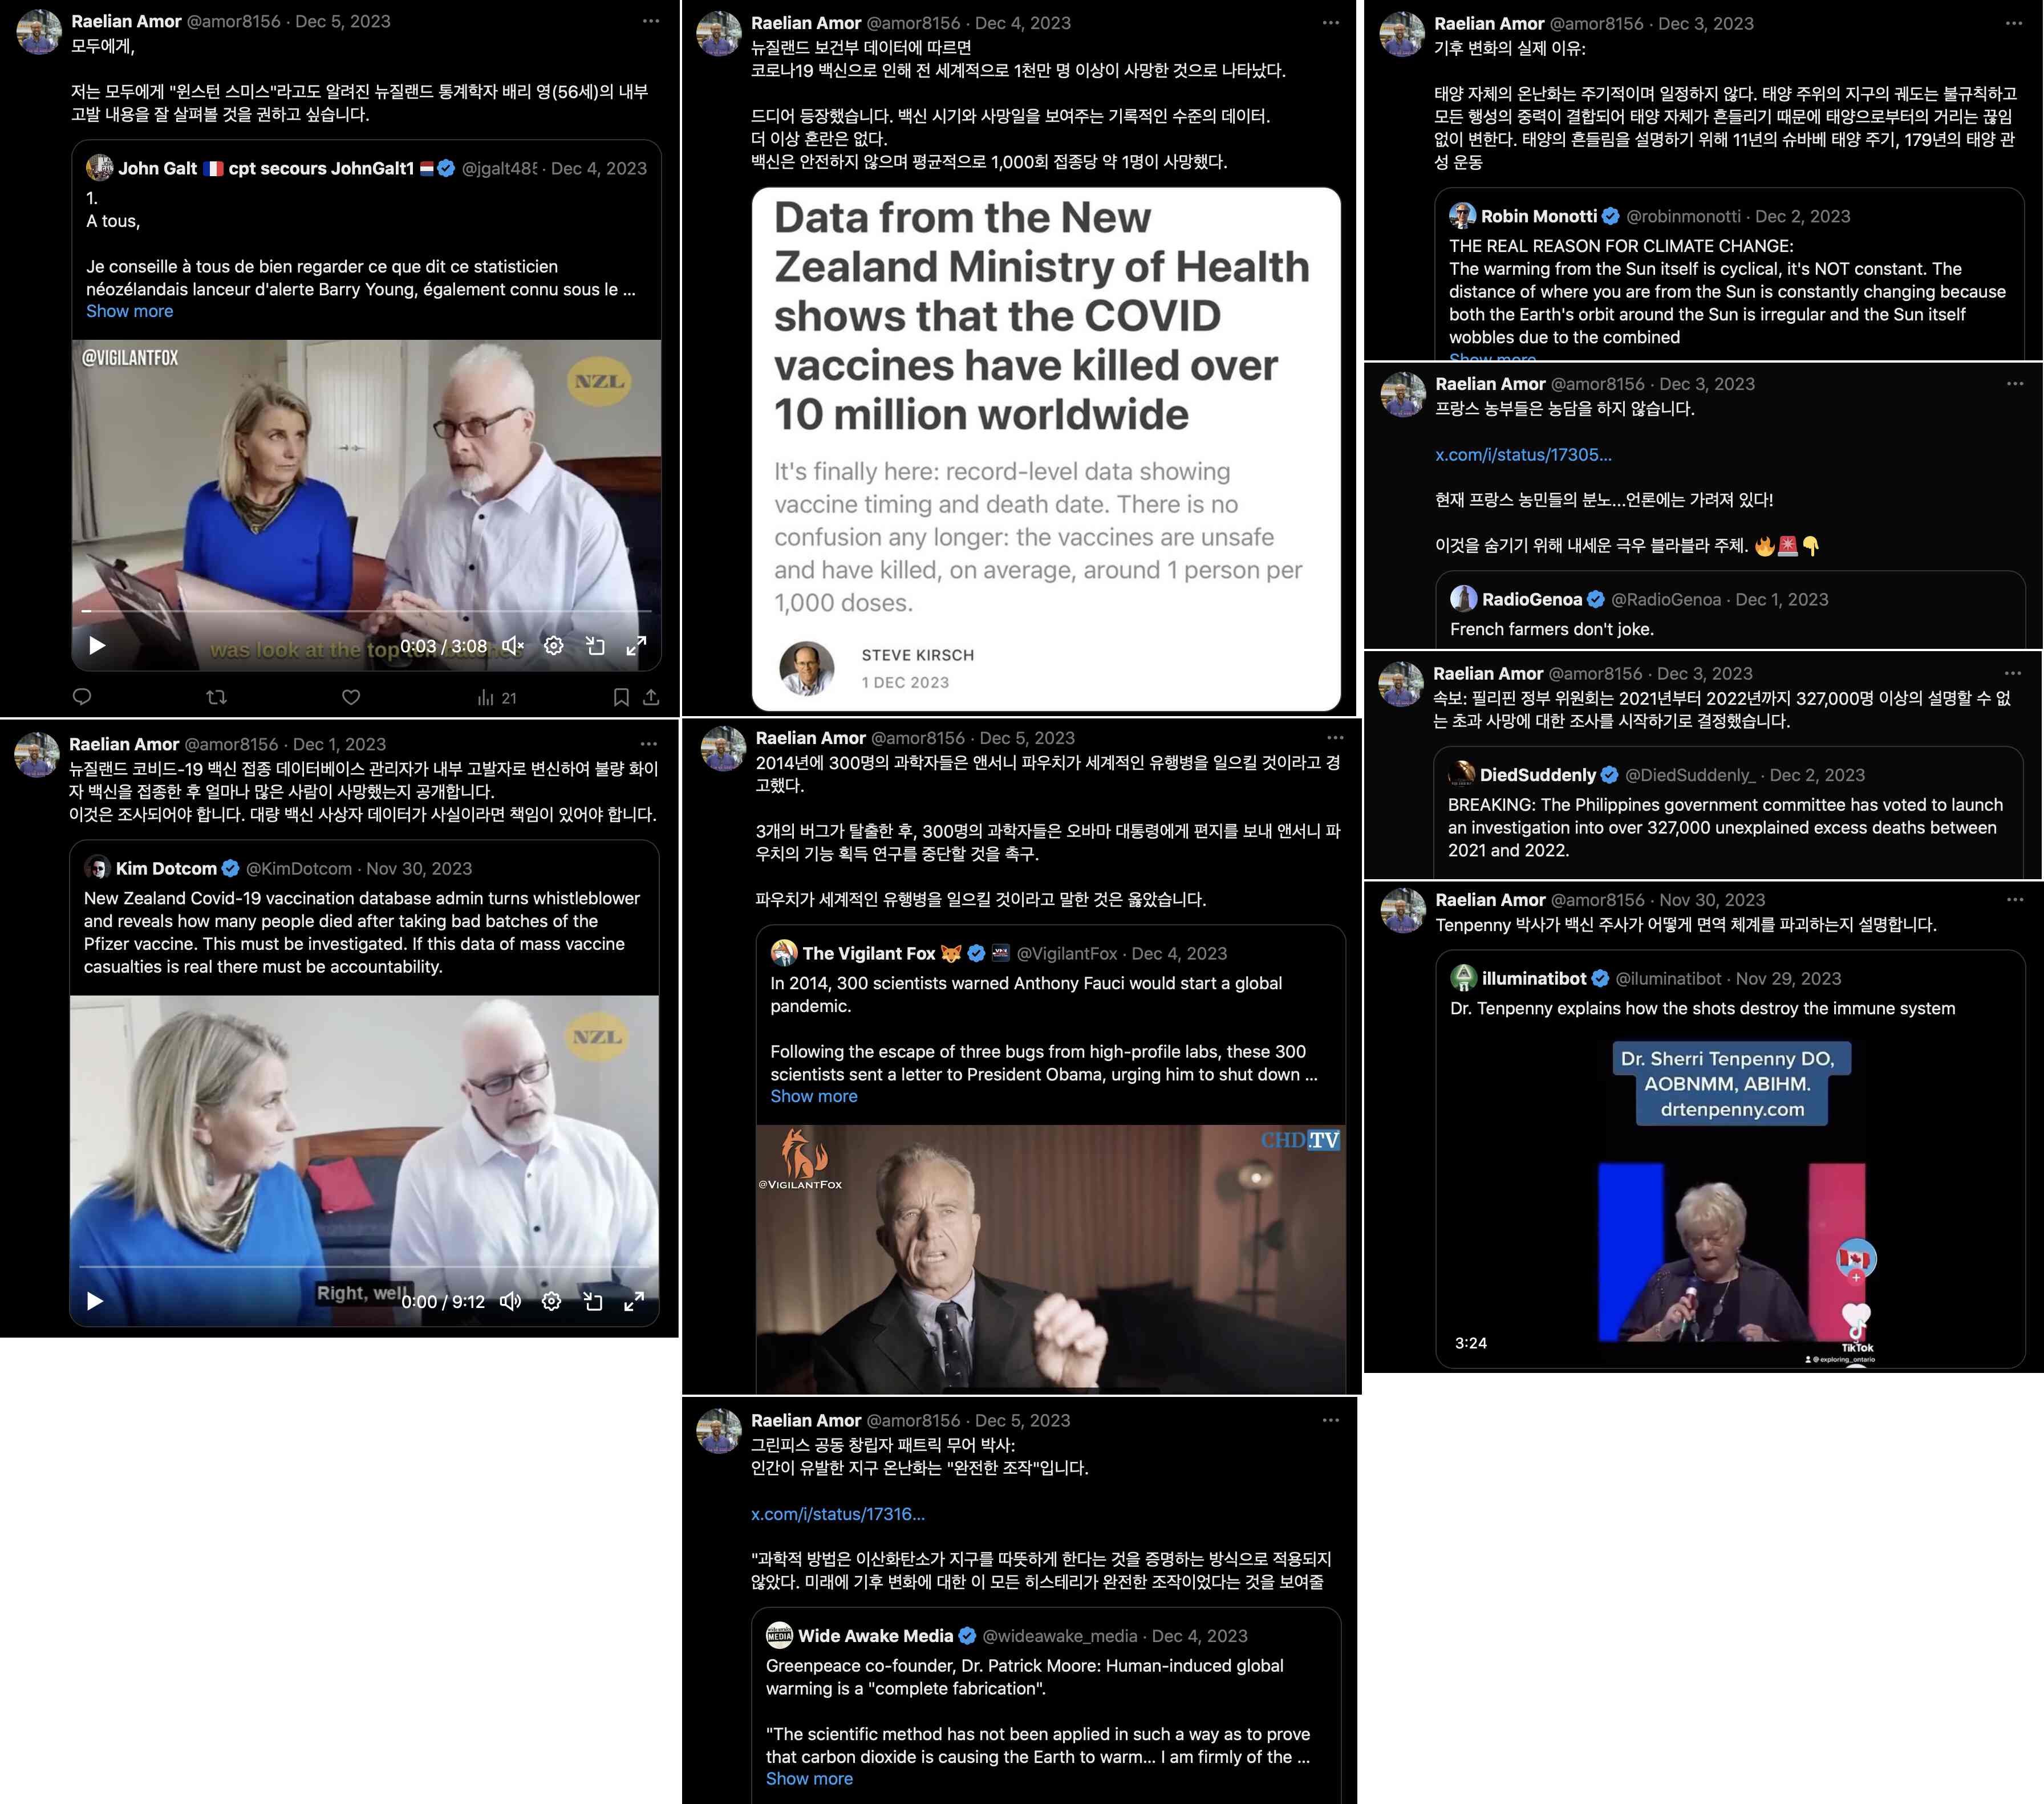 Raelian Amor @amor8156 · Dec 5, 2023
모두에게,
저는 모두에게 "윈스턴 스미스"라고도 알려진 뉴질랜드 통계학자 배리 영(56세)의 내부
고발 내용을 잘 살펴볼 것을 권하고 싶습니다.
John Galt 🇫🇷 cpt secours JohnGalt1 🇳🇱 @jgalt48 · Dec 4, 2023
1.
A tous,
Je conseille à tous de bien regarder ce que dit ce statisticien
néozélandais lanceur d'alerte Barry Young, également connu sous le ...
Show more
@VIGILANTFOX
NZL
was look at the top
0:03 / 3:08
21
Raelian Amor @amor8156 · Dec 1, 2023
뉴질랜드 코비드-19 백신 접종 데이터베이스 관리자가 내부 고발자로 변신하여 불량 화이
자 백신을 접종한 후 얼마나 많은 사람이 사망했는지 공개합니다.
이것은 조사되어야 합니다. 대량 백신 사상자 데이터가 사실이라면 책임이 있어야 합니다.
Kim Dotcom @KimDotcom · Nov 30, 2023
New Zealand Covid-19 vaccination database admin turns whistleblower
and reveals how many people died after taking bad batches of the
Pfizer vaccine. This must be investigated. If this data of mass vaccine
casualties is real there must be accountability.
NZL
Right, well
0:00 / 9:12
Raelian Amor @amor8156 · Dec 4, 2023
뉴질랜드 보건부 데이터에 따르면
코로나19 백신으로 인해 전 세계적으로 1천만 명 이상이 사망한 것으로 나타났다.
드디어 등장했습니다. 백신 시기와 사망일을 보여주는 기록적인 수준의 데이터.
더 이상 혼란은 없다.
백신은 안전하지 않으며 평균적으로 1,000회 접종당 약 1명이 사망했다.
Data from the New
Zealand Ministry of Health
shows that the COVID
vaccines have killed over
10 million worldwide
It's finally here: record-level data showing
vaccine timing and death date. There is no
confusion any longer: the vaccines are unsafe
and have killed, on average, around 1 person per
1,000 doses.
STEVE KIRSCH
1 DEC 2023
Raelian Amor @amor8156 · Dec 5, 2023
2014년에 300명의 과학자들은 앤서니 파우치가 세계적인 유행병을 일으킬 것이라고 경
고했다.
3개의 버그가 탈출한 후, 300명의 과학자들은 오바마 대통령에게 편지를 보내 앤서니 파
우치의 기능 획득 연구를 중단할 것을 촉구.
파우치가 세계적인 유행병을 일으킬 것이라고 말한 것은 옳았습니다.
The Vigilant Fox 🦊 @VigilantFox · Dec 4, 2023
In 2014, 300 scientists warned Anthony Fauci would start a global
pandemic.
Following the escape of three bugs from high-profile labs, these 300
scientists sent a letter to President Obama, urging him to shut down ...
Show more
CHD.TV
@VIGILANTFOX
Raelian Amor @amor8156 · Dec 5, 2023
그린피스 공동 창립자 패트릭 무어 박사:
인간이 유발한 지구 온난화는 "완전한 조작"입니다.
x.com/i/status/17316...
"과학적 방법은 이산화탄소가 지구를 따뜻하게 한다는 것을 증명하는 방식으로 적용되지
않았다. 미래에 기후 변화에 대한 이 모든 히스테리가 완전한 조작이었다는 것을 보여줄
MEDIA
Wide Awake Media @wideawake_media · Dec 4, 2023
Greenpeace co-founder, Dr. Patrick Moore: Human-induced global
warming is a "complete fabrication".
"The scientific method has not been applied in such a way as to prove
that carbon dioxide is causing the Earth to warm... I am firmly of the ...
Show more
Raelian Amor @amor8156 · Dec 3, 2023
기후 변화의 실제 이유:
태양 자체의 온난화는 주기적이며 일정하지 않다. 태양 주위의 지구의 궤도는 불규칙하고
모든 행성의 중력이 결합되어 태양 자체가 흔들리기 때문에 태양으로부터의 거리는 끊임
없이 변한다. 태양의 흔들림을 설명하기 위해 11년의 슈바베 태양 주기, 179년의 태양 관
성 운동
Robin Monotti @robinmonotti · Dec 2, 2023
THE REAL REASON FOR CLIMATE CHANGE:
The warming from the Sun itself is cyclical, it's NOT constant. The
distance of where you are from the Sun is constantly changing because
both the Earth's orbit around the Sun is irregular and the Sun itself
wobbles due to the combined
Show more
Raelian Amor @amor8156 · Dec 3, 2023
프랑스 농부들은 농담을 하지 않습니다.
x.com/i/status/17305...
현재 프랑스 농민들의 분노...언론에는 가려져 있다!
이것을 숨기기 위해 내세운 극우 블라블라 주체. 🔥🚨👇
RadioGenoa @RadioGenoa · Dec 1, 2023
French farmers don't joke.
Raelian Amor @amor8156 · Dec 3, 2023
속보: 필리핀 정부 위원회는 2021년부터 2022년까지 327,000명 이상의 설명할 수 없
는 초과 사망에 대한 조사를 시작하기로 결정했습니다.
DiedSuddenly @DiedSuddenly_ · Dec 2, 2023
BREAKING: The Philippines government committee has voted to launch
an investigation into over 327,000 unexplained excess deaths between
2021 and 2022.
Raelian Amor @amor8156 · Nov 30, 2023
Tenpenny 박사가 백신 주사가 어떻게 면역 체계를 파괴하는지 설명합니다.
illuminatibot @iluminatibot · Nov 29, 2023
Dr. Tenpenny explains how the shots destroy the immune system
Dr. Sherri Tenpenny DO,
AOBNMM, ABIHM.
drtenpenny.com
3:24
TikTok
@exploring_ontario